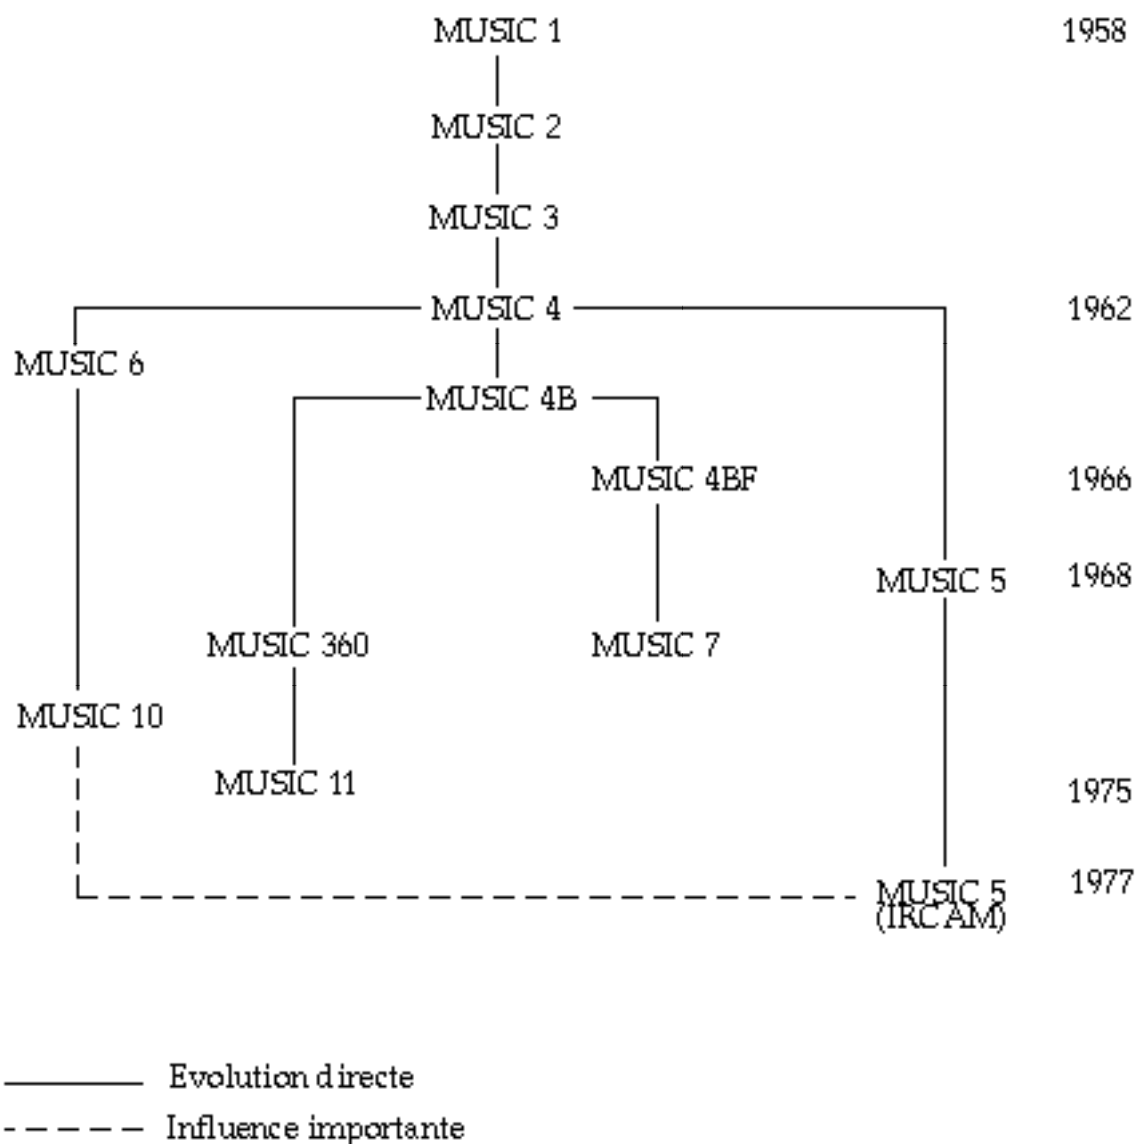 MUSIC 1 1958
MUSIC 2
MUSIC 3
MUSIC 4 1962
MUSIC 6
MUSIC 4B
MUSIC 4BF 1966
MUSIC 5 1968
MUSIC 360 MUSIC 7
MUSIC 10
MUSIC 11 1975
MUSIC 5 1977
(IRCAM)
Evolution directe
Influence importante